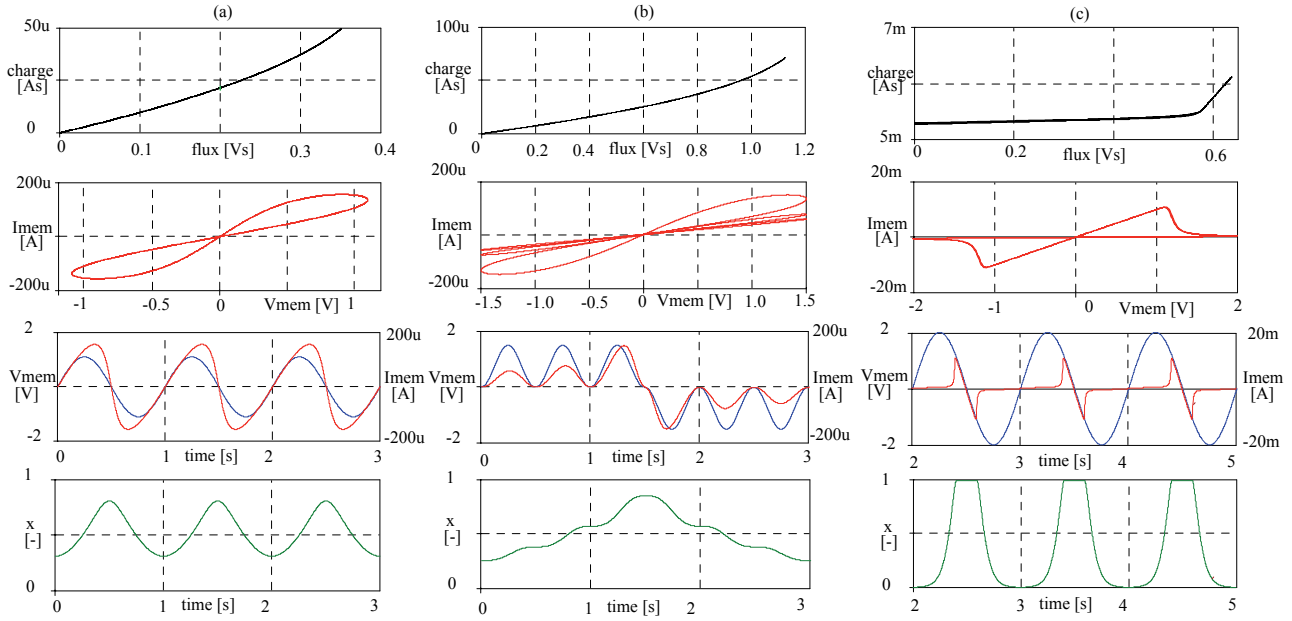 (a) (b) (c)
50u 100u 7m
charge charge charge
[As] [As] [As]
0 0 5m
0 0.1 flux [Vs] 0.3 0.4 0 0.2 0.4 flux [Vs] 0.8 1.0 1.2 0 0.2 flux [Vs] 0.6
200u 200u 20m
Imem Imem Imem
[A] [A] [A]
-200u -200u -20m
-1 -0.5 0 Vmem [V] 1 -1.5 -1.0 -0.5 0 Vmem [V] 1.0 1.5 -2 -1 0 Vmem [V] 2
2 200u 2 200u 2 20m
Vmem Imem Vmem Imem Vmem Imem
[V] [A] [V] [A] [V] [A]
-2 -200u -2 -200u -2 -20m
0 1 time [s] 2 3 0 1 time [s] 2 3 2 3 time [s] 4 5
1 1 1
x x x
[-] [-] [-]
0 0 0
0 1 time [s] 2 3 0 1 time [s] 2 3 2 3 time [s] 4 5